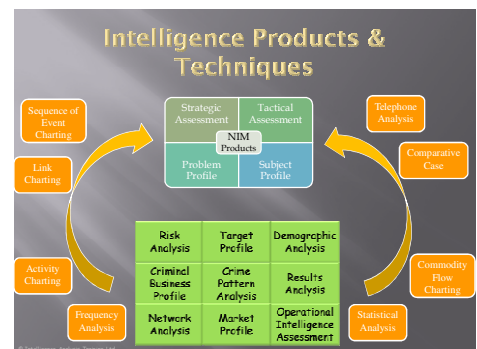 Intelligence Products &
Techniques
Sequence of
Event
Charting
Strategic
Assessment
Tactical
Assessment
NIM
Products
Problem
Profile
Subject
Profile
Telephone
Analysis
Link
Charting
Comparative
Case
Risk
Analysis
Target
Profile
Demographic
Analysis
Criminal
Business
Profile
Crime
Pattern
Analysis
Results
Analysis
Network
Analysis
Market
Profile
Operational
Intelligence
Assessment
Activity
Charting
Commodity
Flow
Charting
Frequency
Analysis
Statistical
Analysis